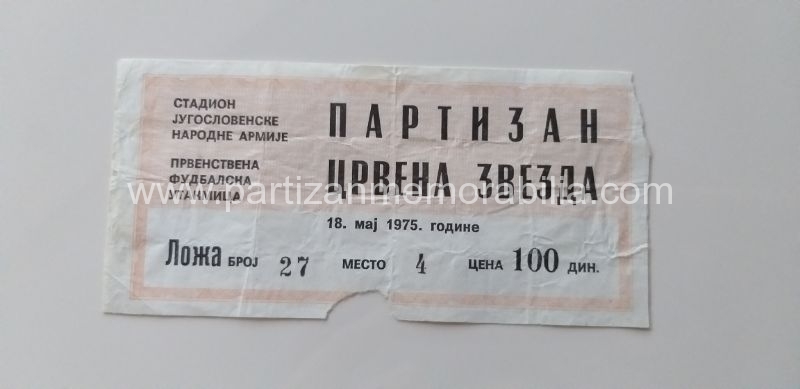 СТАДИОН
ЈУГОСЛОВЕНСКЕ
НАРОДНЕ АРМИЈЕ
ПРВЕНСТВЕНА
ФУДБАЛСКА
УТАКМИЦА
ПАРТИЗАН
ЦРВЕНА ЗВЕЗДА
www.partizanmemorabilia.com
18. мај 1975. године
Ложа БРОЈ 27 МЕСТО 4 ЦЕНА 100 ДИН.